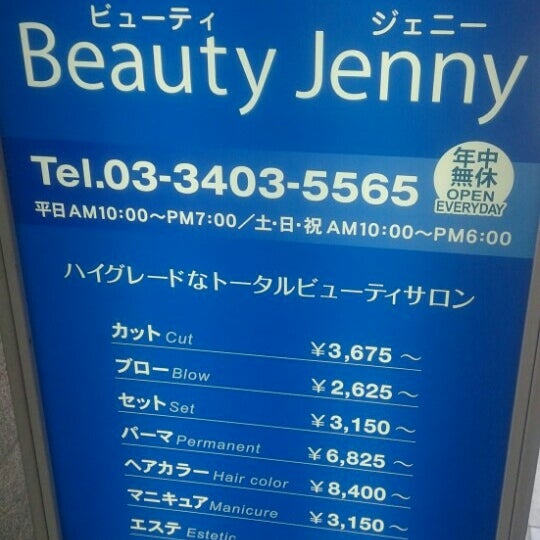 ビューティ ジェニー
Beauty Jenny
Tel.03-3403-5565
年中
無休
OPEN
EVERYDAY
平日AM10:00〜PM7:00／土・日・祝AM10:00〜PM6:00
ハイグレードなトータルビューティサロン
カット Cut ¥3,675 〜
ブロー Blow ¥2,625 〜
セット Set ¥3,150 〜
パーマ Permanent ¥6,825 〜
ヘアカラー Hair color ¥8,400 〜
マニキュア Manicure ¥3,150 〜
エステ Estetic